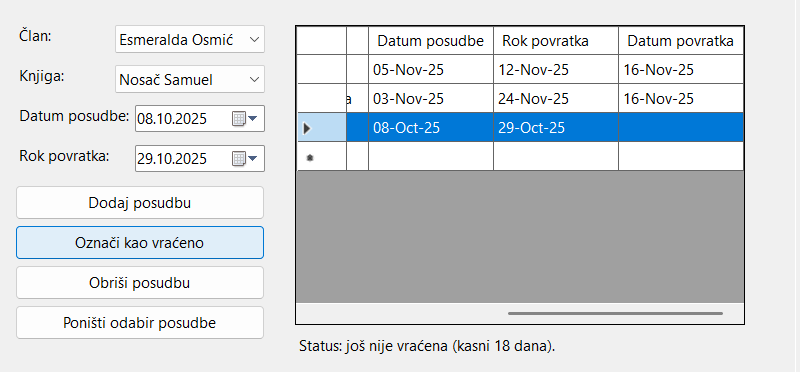 Član: Esmeralda Osmić
Knjiga: Nosač Samuel
Datum posudbe: 08.10.2025
Rok povratka: 29.10.2025
Dodaj posudbu
Označi kao vraćeno
Obriši posudbu
Poništi odabir posudbe
Datum posudbe Rok povratka Datum povratka
05-Nov-25 12-Nov-25 16-Nov-25
a 03-Nov-25 24-Nov-25 16-Nov-25
08-Oct-25 29-Oct-25
Status: još nije vraćena (kasni 18 dana).